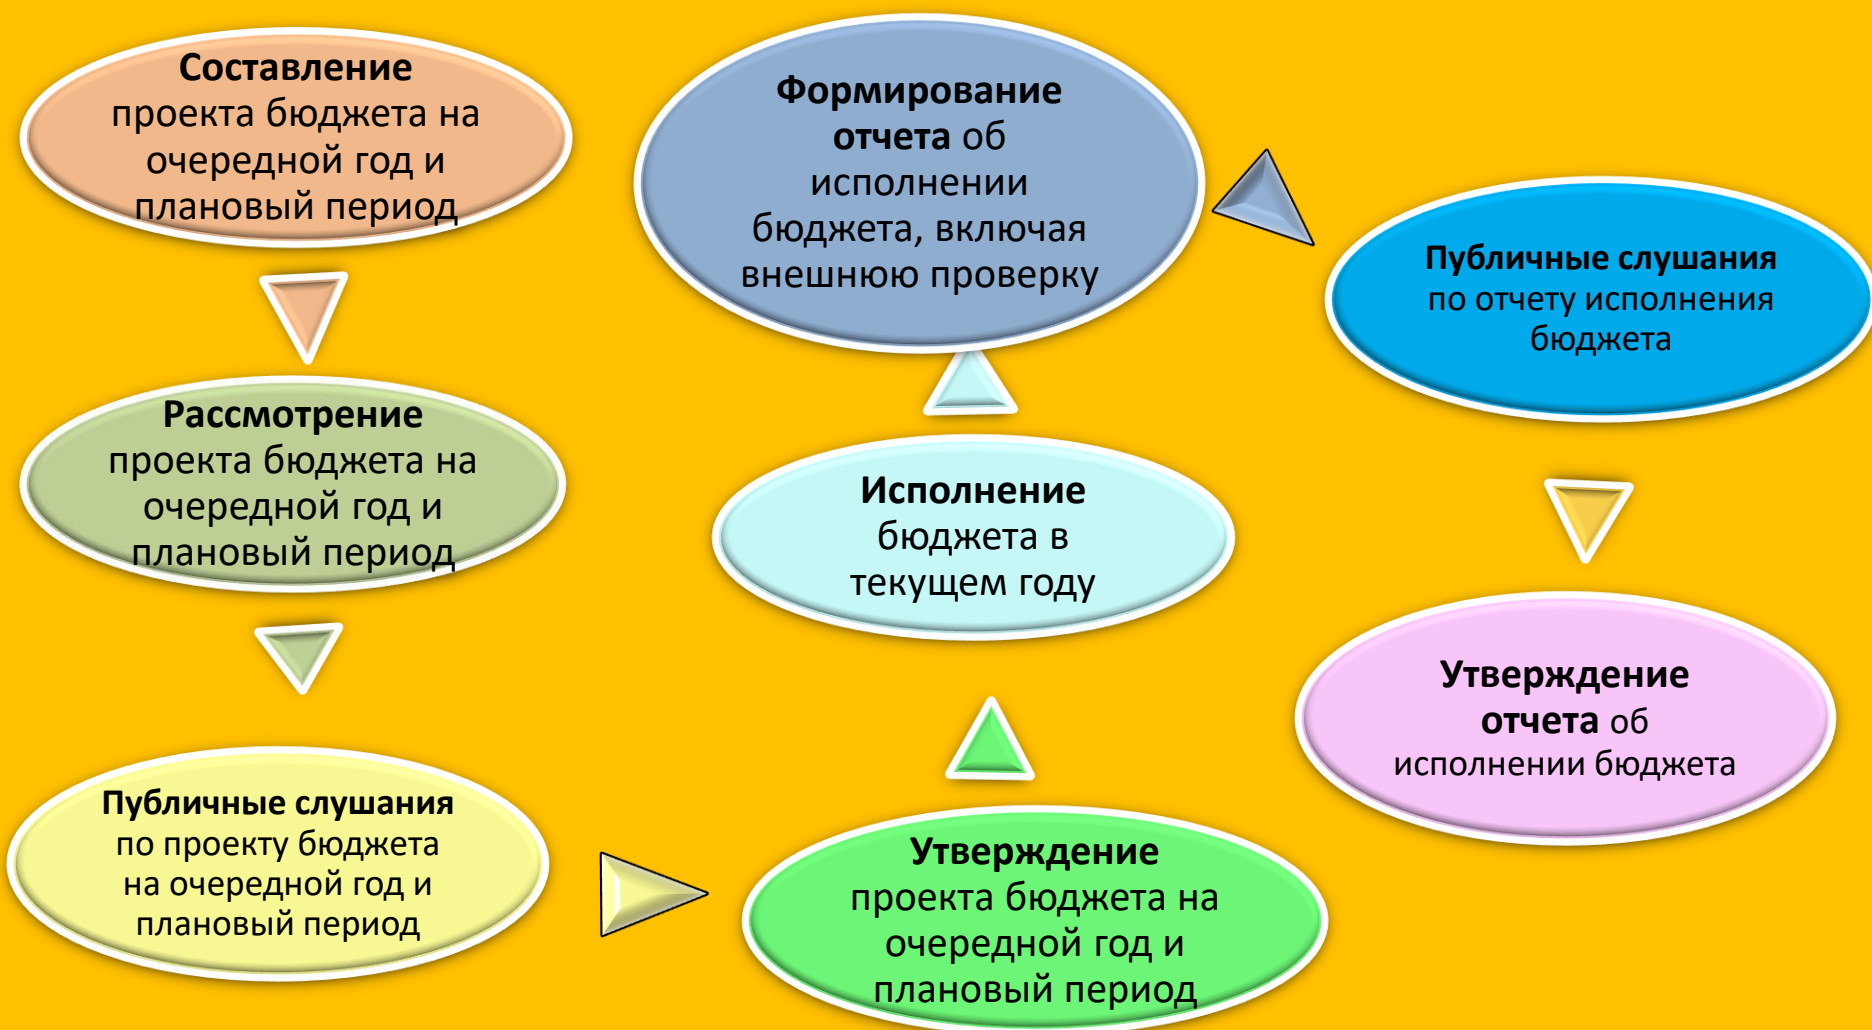 Составление
проекта бюджета на
очередной год и
плановый период
Рассмотрение
проекта бюджета на
очередной год и
плановый период
Публичные слушания
по проекту бюджета
на очередной год и
плановый период
Утверждение
проекта бюджета на
очередной год и
плановый период
Исполнение
бюджета в
текущем году
Формирование
отчета об
исполнении
бюджета, включая
внешнюю проверку
Публичные слушания
по отчету исполнения
бюджета
Утверждение
отчета об
исполнении бюджета